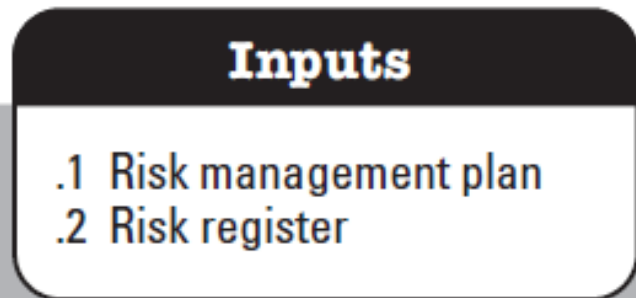 Inputs
.1 Risk management plan
.2 Risk register